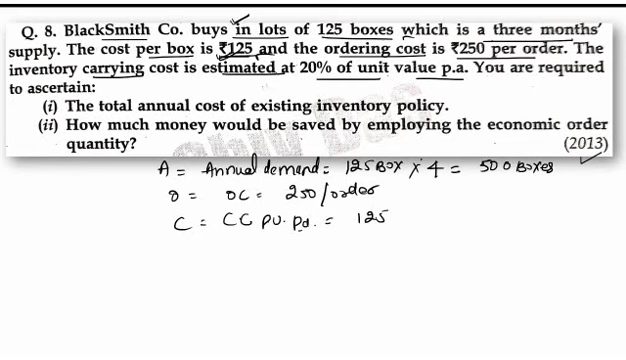 Q. 8. BlackSmith Co. buys in lots of 125 boxes which is a three months'
supply. The cost per box is ₹125 and the ordering cost is ₹250 per order. The
inventory carrying cost is estimated at 20% of unit value p.a. You are required
to ascertain:
(i) The total annual cost of existing inventory policy.
(ii) How much money would be saved by employing the economic order
quantity? (2013)
A = Annual demand = 125 Box × 4 = 500 Boxes
O = OC = 250/order
C = CC pu. pa. = 125